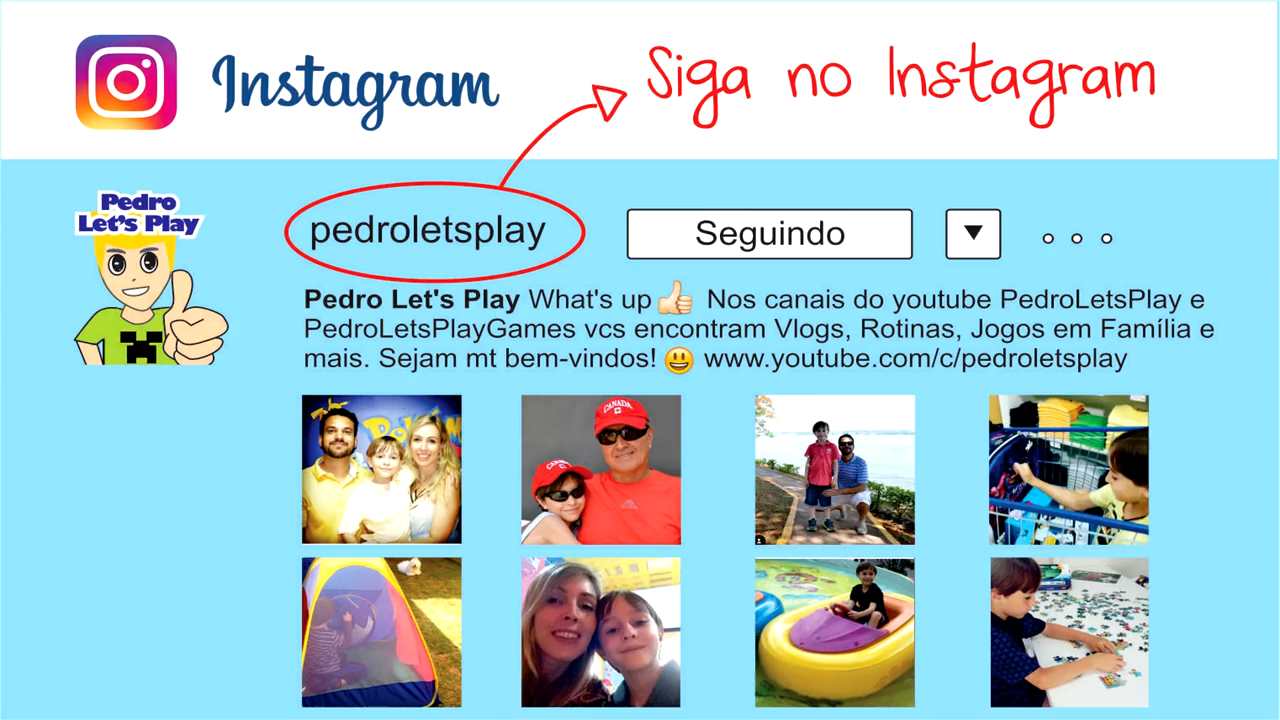 Instagram
Siga no Instagram
Pedro
Let's Play
pedroletsplay
Seguindo
Pedro Let's Play What's up👍 Nos canais do youtube PedroLetsPlay e
PedroLetsPlayGames vcs encontram Vlogs, Rotinas, Jogos em Família e
mais. Sejam mt bem-vindos! 😃 www.youtube.com/c/pedroletsplay
CANADA
CANADA